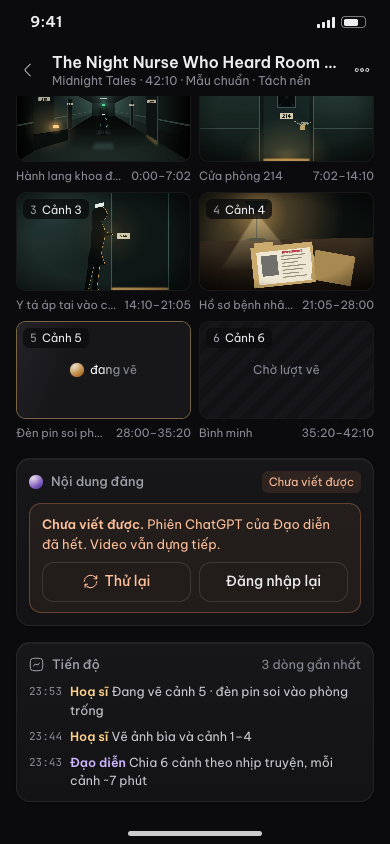 9:41
The Night Nurse Who Heard Room ...
Midnight Tales · 42:10 · Mẫu chuẩn · Tách nền
214
Hành lang khoa đ... 0:00–7:02
Cửa phòng 214 7:02–14:10
3 Cảnh 3
4 Cảnh 4
Y tá áp tai vào c... 14:10–21:05
Hồ sơ bệnh nhâ... 21:05–28:00
5 Cảnh 5
6 Cảnh 6
đang vẽ
Chờ lượt vẽ
Đèn pin soi ph... 28:00–35:20
Bình minh 35:20–42:10
Nội dung đăng
Chưa viết được
Chưa viết được. Phiên ChatGPT của Đạo diễn
đã hết. Video vẫn dựng tiếp.
Thử lại
Đăng nhập lại
Tiến độ
3 dòng gần nhất
23:53 Hoạ sĩ Đang vẽ cảnh 5 · đèn pin soi vào phòng
trống
23:44 Hoạ sĩ Vẽ ảnh bìa và cảnh 1–4
23:43 Đạo diễn Chia 6 cảnh theo nhịp truyện, mỗi
cảnh ~7 phút